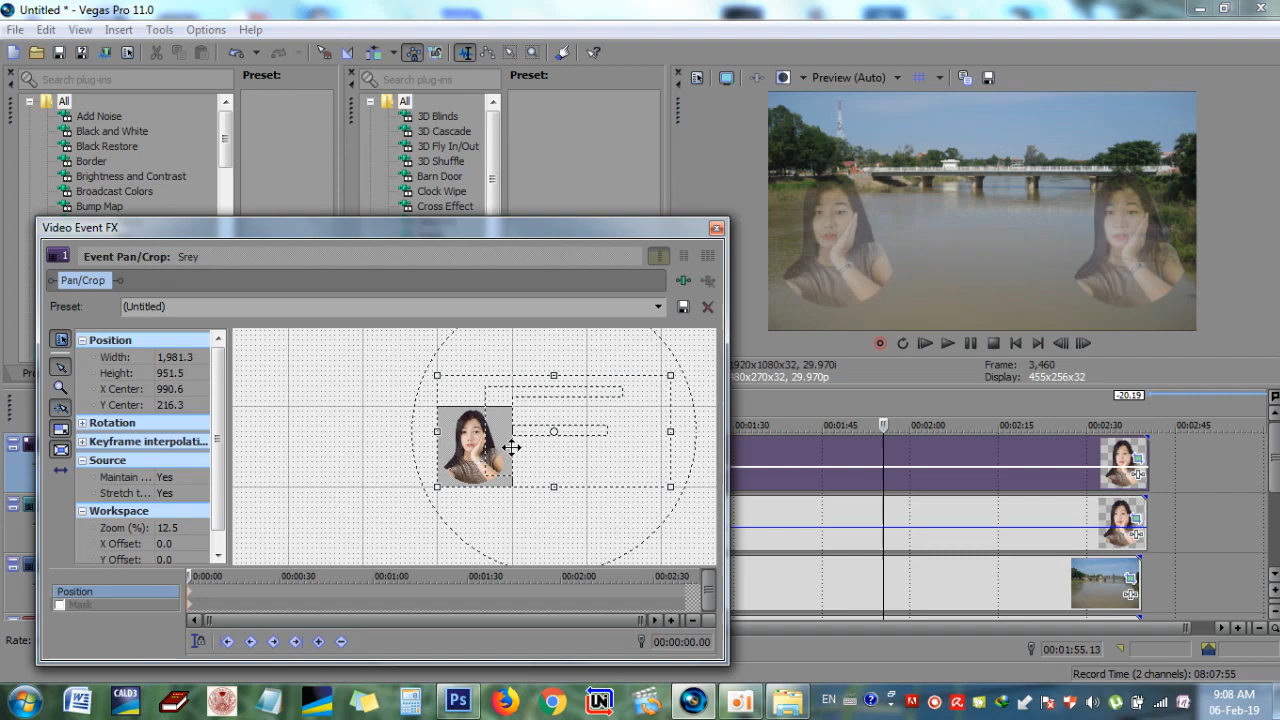 Untitled * - Vegas Pro 11.0
File Edit View Insert Tools Options Help
Search plug-ins
Preset:
Search plug-ins
Preset:
Preview (Auto)
All
Add Noise
Black and White
Black Restore
Border
Brightness and Contrast
Broadcast Colors
Bump Map
All
3D Blinds
3D Cascade
3D Fly In/Out
3D Shuffle
Barn Door
Clock Wipe
Cross Effect
Video Event FX
1
Event Pan/Crop: Srey
Pan/Crop
Preset: (Untitled)
Position
Width: 1,981.3
Height: 951.5
X Center: 990.6
Y Center: 216.3
Rotation
Keyframe interpolati...
Source
Maintain ... Yes
Stretch t... Yes
Workspace
Zoom (%): 12.5
X Offset: 0.0
Y Offset: 0.0
0:00:00 00:00:30 00:01:00 00:01:30 00:02:00 00:02:30
Position
Mask
00:00:00.00
1920x1080x32, 29.970i
480x270x32, 29.970p
Frame: 3,460
Display: 455x256x32
-20.19
00:01:30 00:01:45 00:02:00 00:02:15 00:02:30 00:02:45
Rate:
00:01:55.13
Record Time (2 channels): 08:07:55
CALD3
Ps
UN
EN
9:08 AM
06-Feb-19